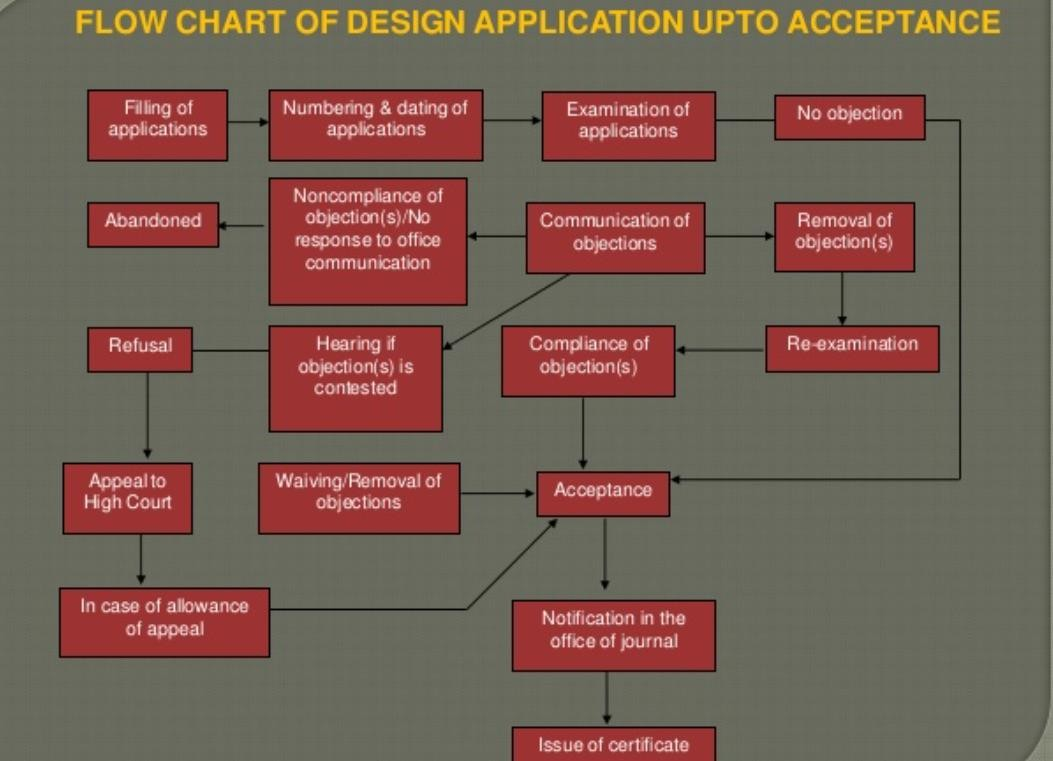 FLOW CHART OF DESIGN APPLICATION UPTO ACCEPTANCE
Filling of
applications
Numbering & dating of
applications
Examination of
applications
No objection
Abandoned
Noncompliance of
objection(s)/No
response to office
communication
Communication of
objections
Removal of
objection(s)
Refusal
Hearing if
objection(s) is
contested
Compliance of
objection(s)
Re-examination
Appeal to
High Court
Waiving/Removal of
objections
Acceptance
In case of allowance
of appeal
Notification in the
office of journal
Issue of certificate